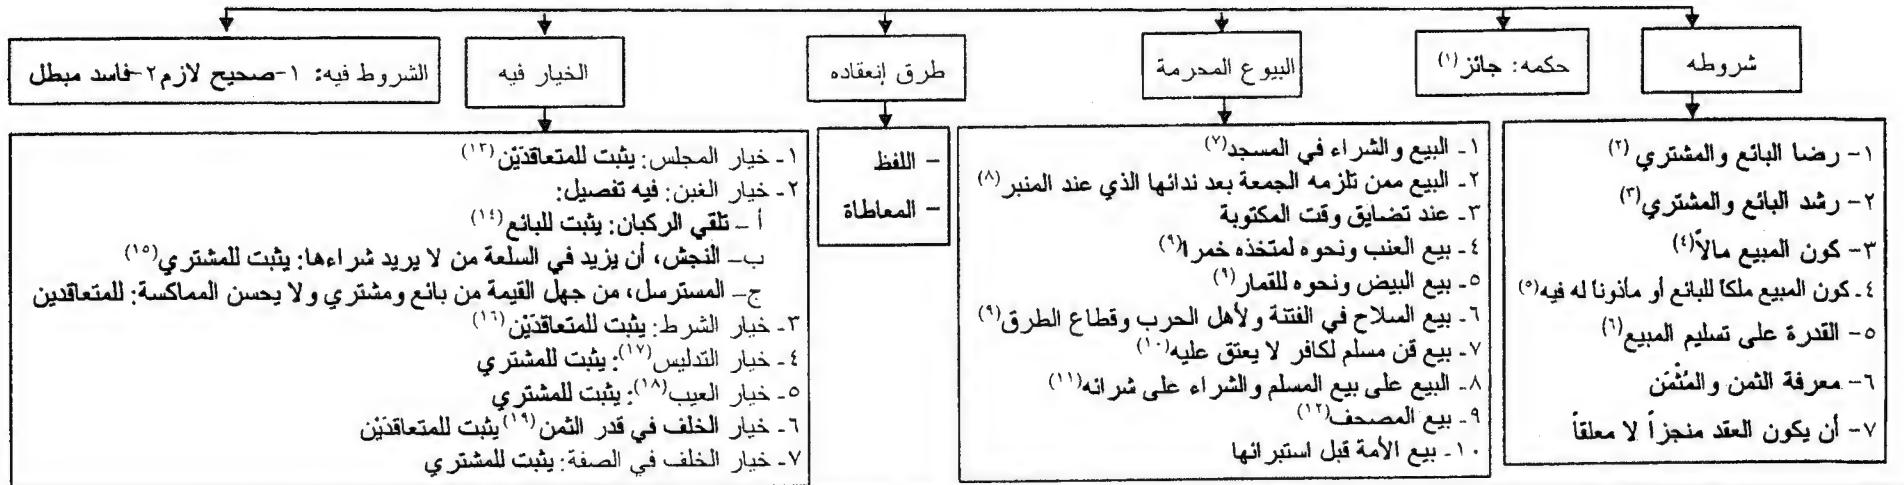 شروطه
حكمه: جائز(١)
البيوع المحرمة
طرق إنعقاده
الخيار فيه
الشروط فيه: ١-صحيح لازم٢-فاسد مبطل
١- رضا البائع والمشتري (٢)
٢- رشد البائع والمشتري(٣)
٣- كون المبيع مالاً(٤)
٤- كون المبيع ملكاً للبائع أو مأذوناً له فيه(٥)
٥- القدرة على تسليم المبيع(٦)
٦- معرفة الثمن والمُثْمَن
٧- أن يكون العقد منجزاً لا معلقاً
١- البيع والشراء في المسجد(٧)
٢- البيع ممن تلزمه الجمعة بعد ندائها الذي عند المنبر(٨)
٣- عند تضايق وقت المكتوبة
٤- بيع العنب ونحوه لمتخذه خمرا(٩)
٥- بيع البيض ونحوه للقمار(٩)
٦- بيع السلاح في الفتنة ولأهل الحرب وقطاع الطرق(٩)
٧- بيع قن مسلم لكافر لا يعتق عليه(١٠)
٨- البيع على بيع المسلم والشراء على شرائه(١١)
٩- بيع المصحف(١٢)
١٠- بيع الأمة قبل استبرائها
- اللفظ
- المعاطاة
١- خيار المجلس: يثبت للمتعاقدَيْن(١٣)
٢- خيار الغبن: فيه تفصيل:
أ - تلقي الركبان: يثبت للبائع(١٤)
ب- النجش، أن يزيد في السلعة من لا يريد شراءها: يثبت للمشتري(١٥)
ج- المسترسل، من جهل القيمة من بائع ومشتري ولا يحسن المماكسة: للمتعاقدين
٣- خيار الشرط: يثبت للمتعاقدَيْن(١٦)
٤- خيار التدليس(١٧): يثبت للمشتري
٥- خيار العيب(١٨): يثبت للمشتري
٦- خيار الخلف في قدر الثمن(١٩) يثبت للمتعاقدَيْن
٧- خيار الخلف في الصفة: يثبت للمشتري